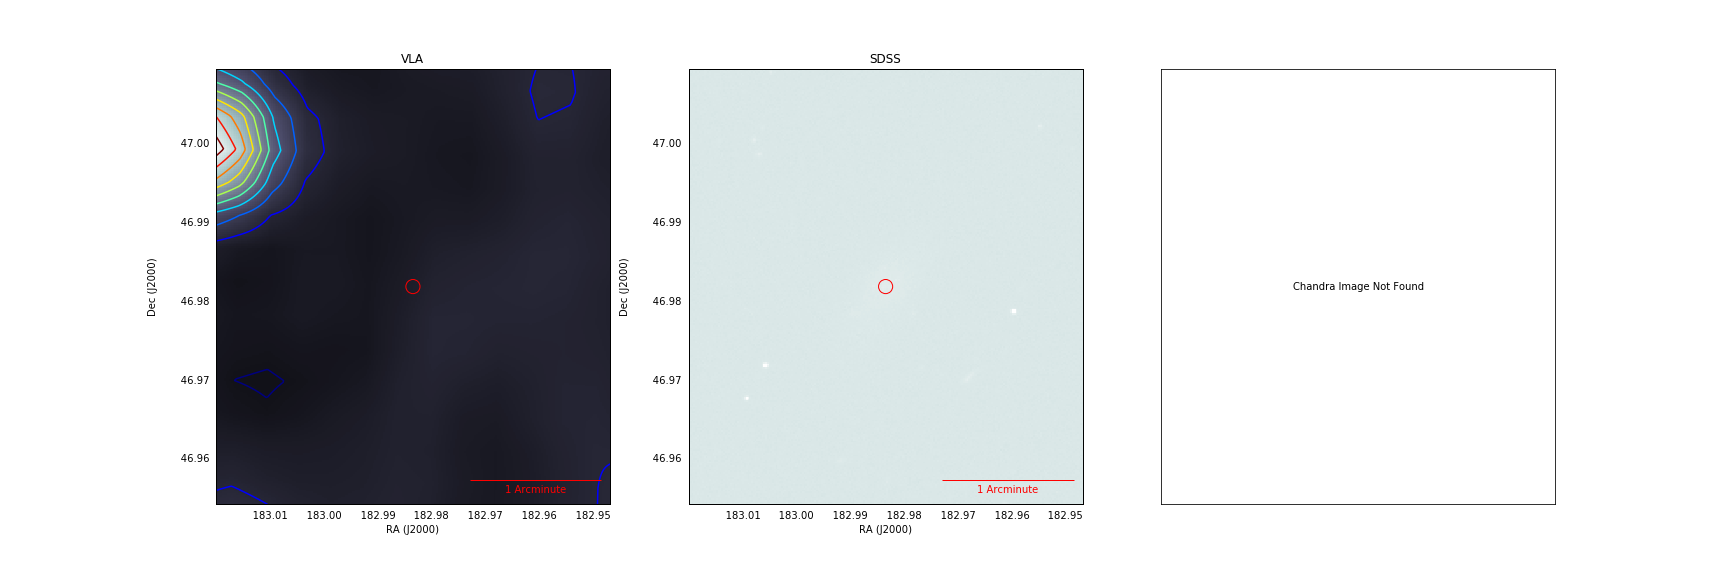 VLA
47.00
46.99
46.98
46.97
46.96
Dec (J2000)
1 Arcminute
183.01 183.00 182.99 182.98 182.97 182.96 182.95
RA (J2000)
SDSS
47.00
46.99
46.98
46.97
46.96
Dec (J2000)
1 Arcminute
183.01 183.00 182.99 182.98 182.97 182.96 182.95
RA (J2000)
Chandra Image Not Found